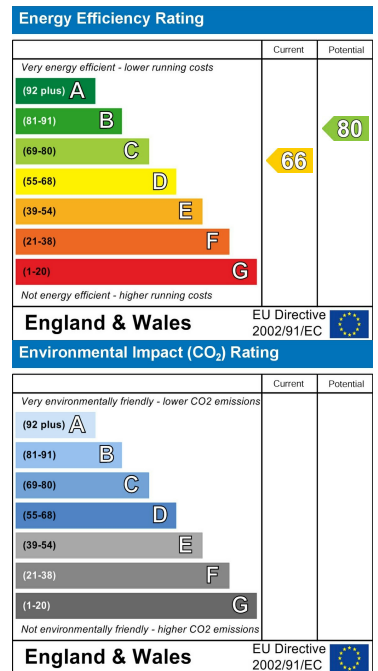 Energy Efficiency Rating
Current Potential
Very energy efficient - lower running costs
(92 plus) A
(81-91) B
(69-80) C
(55-68) D
(39-54) E
(21-38) F
(1-20) G
80
66
Not energy efficient - higher running costs
England & Wales
EU Directive
2002/91/EC
Environmental Impact (CO₂) Rating
Current Potential
Very environmentally friendly - lower CO2 emissions
(92 plus) A
(81-91) B
(69-80) C
(55-68) D
(39-54) E
(21-38) F
(1-20) G
Not environmentally friendly - higher CO2 emissions
England & Wales
EU Directive
2002/91/EC